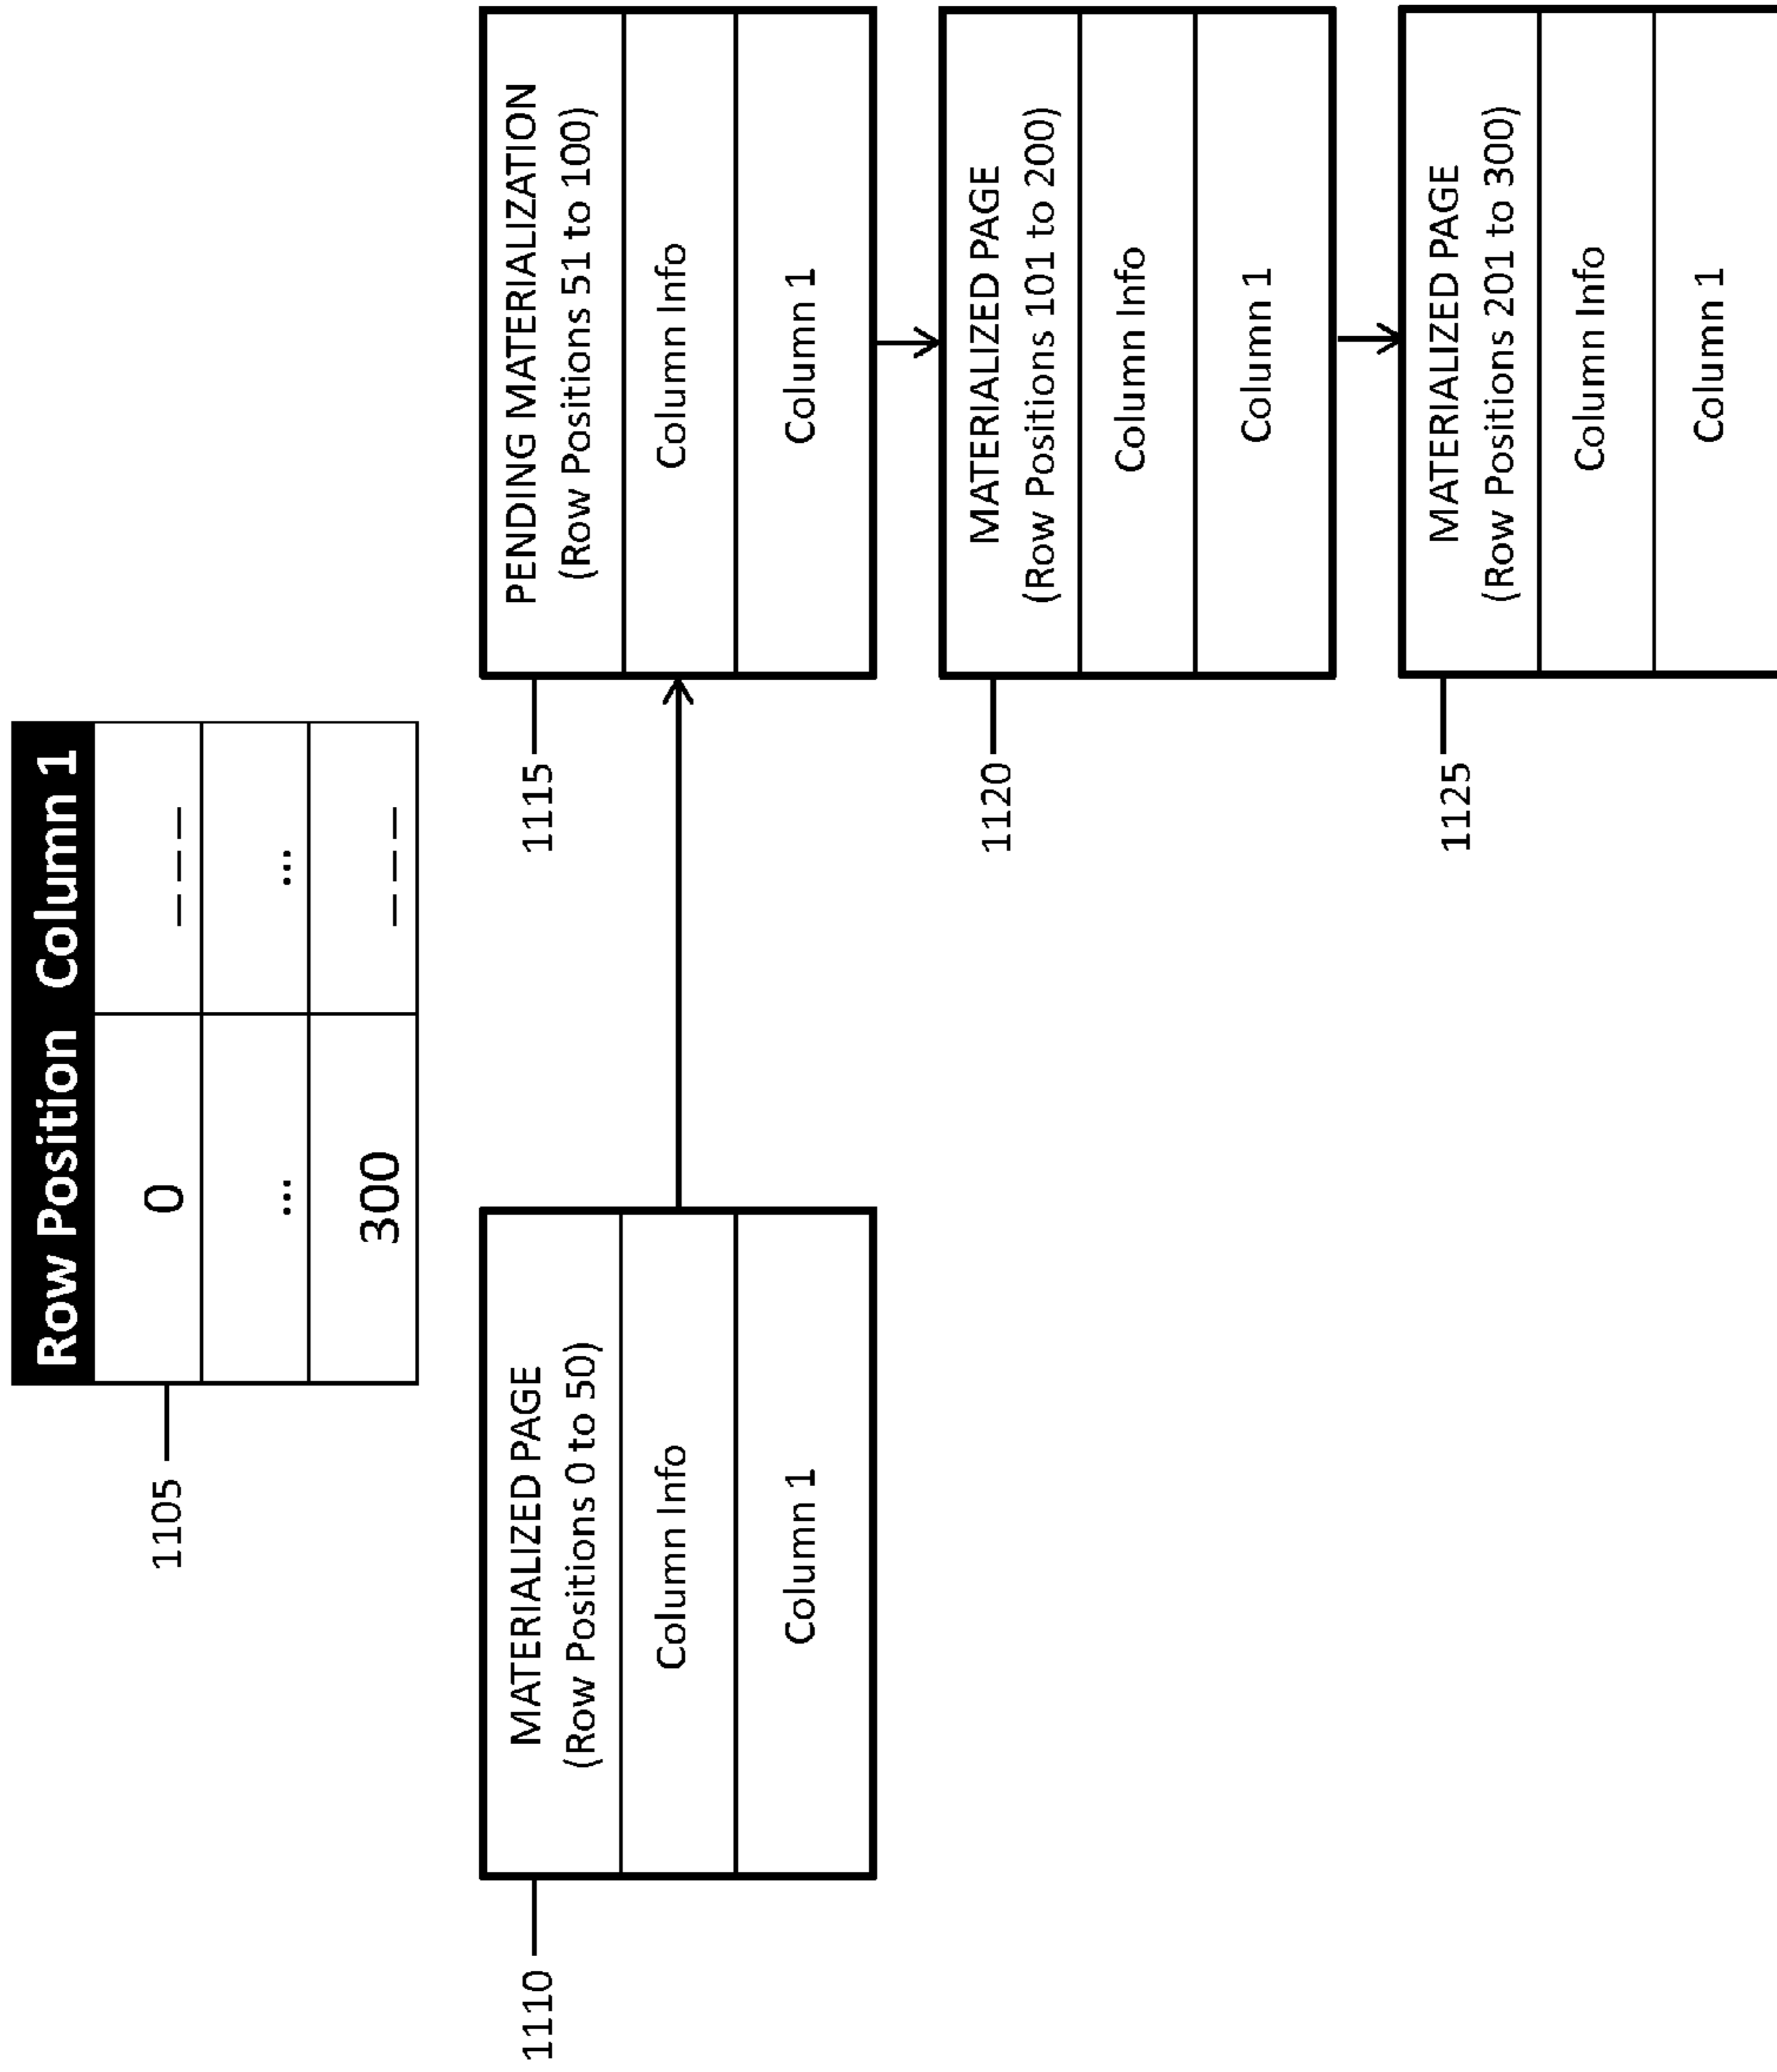 Row Position Column 1
1105
0 _ _ _
... ...
300 _ _ _
1110
MATERIALIZED PAGE
(Row Positions 0 to 50)
Column Info
Column 1
1115
PENDING MATERIALIZATION
(Row Positions 51 to 100)
Column Info
Column 1
1120
MATERIALIZED PAGE
(Row Positions 101 to 200)
Column Info
Column 1
1125
MATERIALIZED PAGE
(Row Positions 201 to 300)
Column Info
Column 1